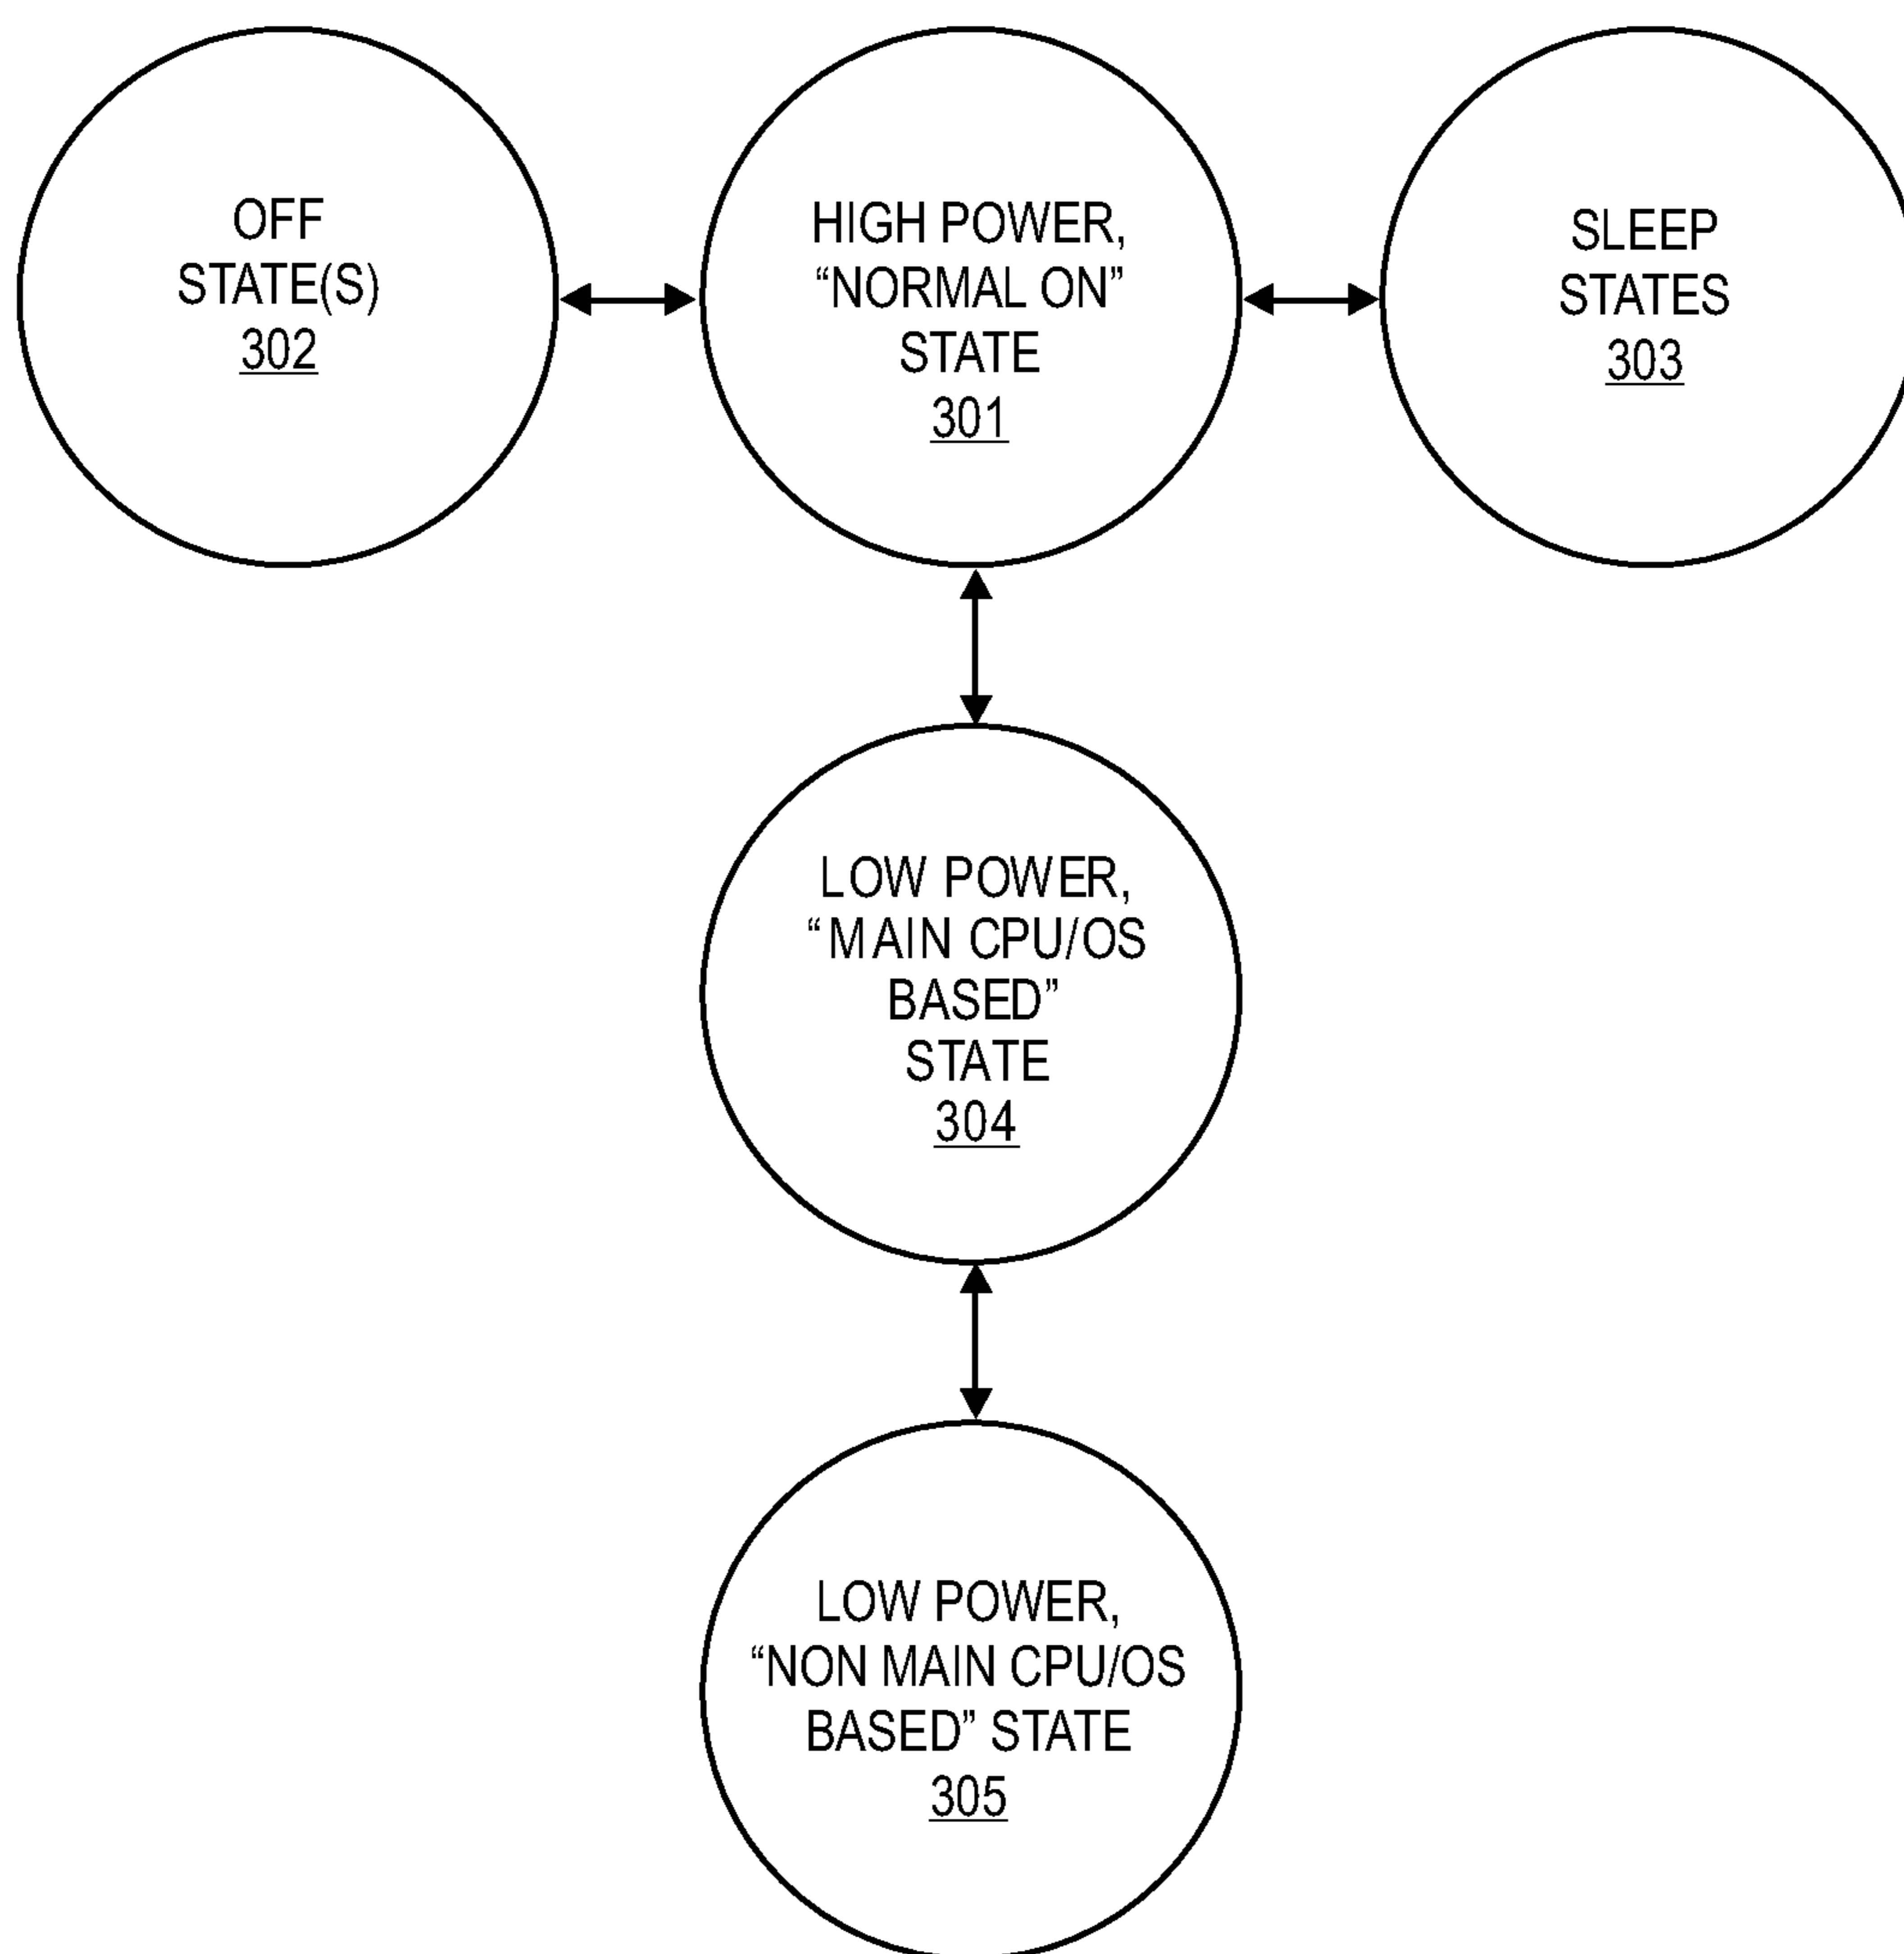 OFF
STATE(S)
302
HIGH POWER,
“NORMAL ON”
STATE
301
SLEEP
STATES
303
LOW POWER,
“MAIN CPU/OS
BASED”
STATE
304
LOW POWER,
“NON MAIN CPU/OS
BASED” STATE
305